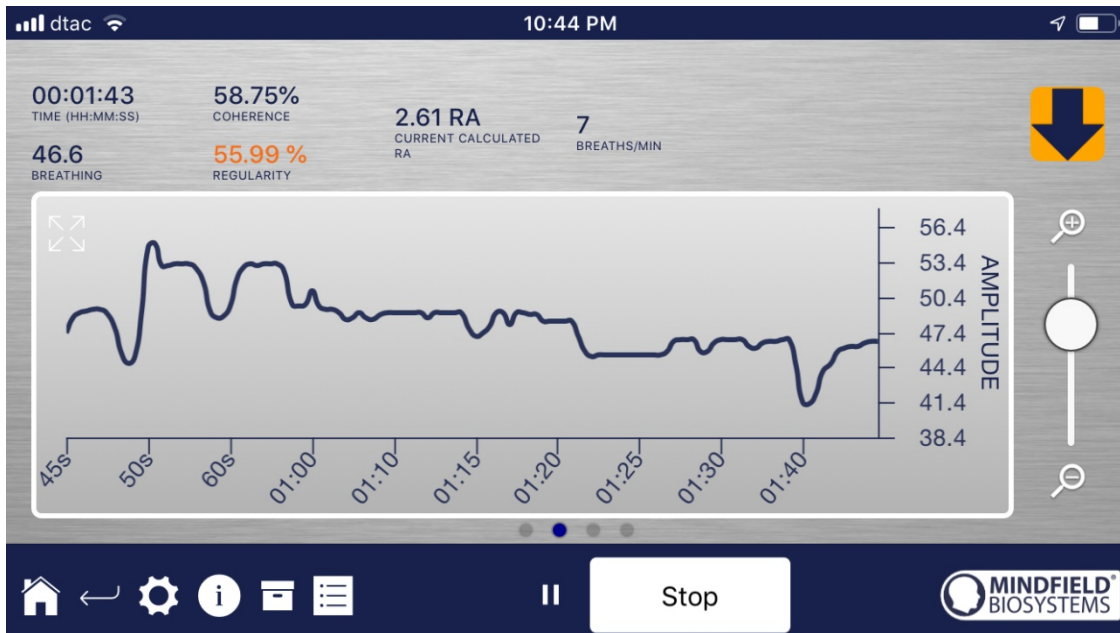 dtac
10:44 PM
00:01:43
TIME (HH:MM:SS)
58.75%
COHERENCE
2.61 RA
CURRENT CALCULATED
RA
7
BREATHS/MIN
46.6
BREATHING
55.99 %
REGULARITY
56.4
53.4
50.4
47.4
44.4
41.4
38.4
AMPLITUDE
45s
50s
60s
01:00
01:10
01:15
01:20
01:25
01:30
01:40
i
Stop
MINDFIELD®
BIOSYSTEMS